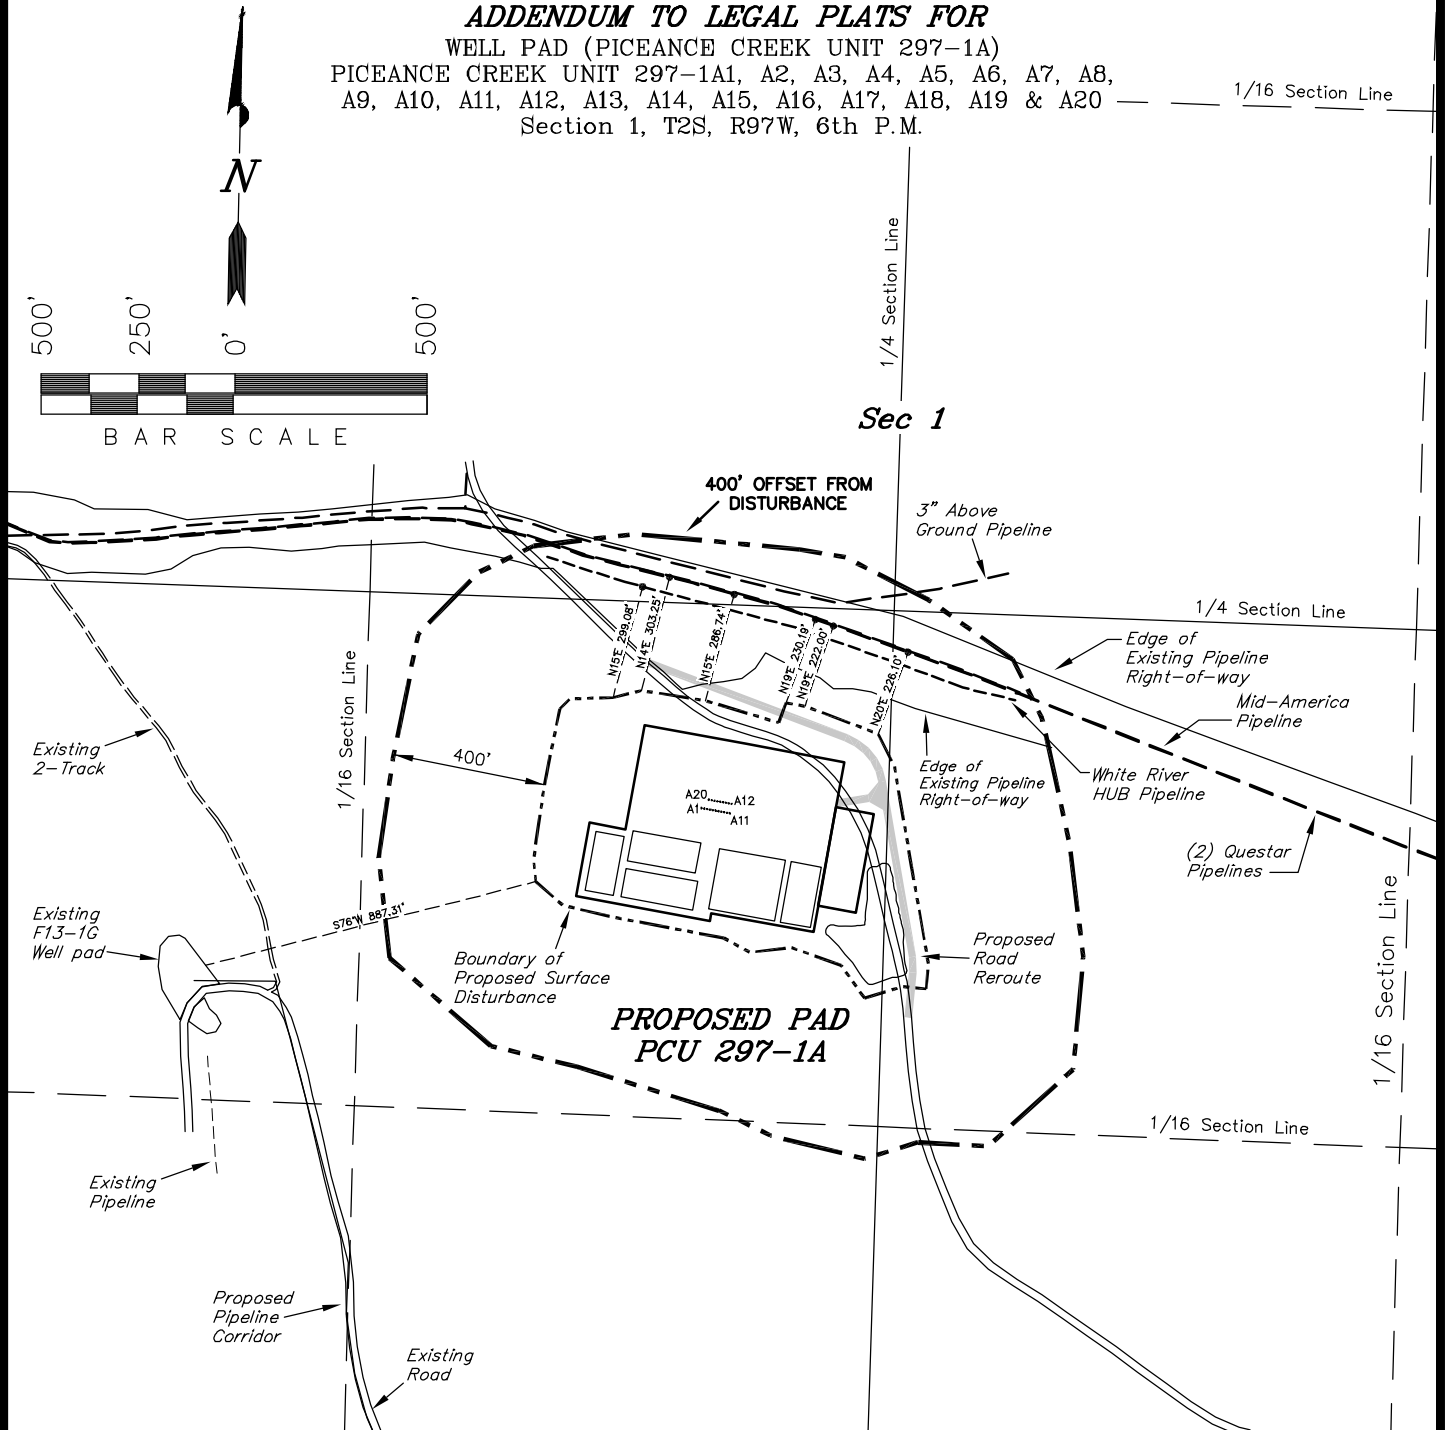 ADDENDUM TO LEGAL PLATS FOR
WELL PAD (PICEANCE CREEK UNIT 297-1A)
PICEANCE CREEK UNIT 297-1A1, A2, A3, A4, A5, A6, A7, A8,
A9, A10, A11, A12, A13, A14, A15, A16, A17, A18, A19 & A20
Section 1, T2S, R97W, 6th P.M.
1/16 Section Line
N
500'
250'
0'
500'
BAR SCALE
1/4 Section Line
Sec 1
400' OFFSET FROM
DISTURBANCE
3" Above
Ground Pipeline
1/4 Section Line
Edge of
Existing Pipeline
Right-of-way
Mid-America
Pipeline
White River
HUB Pipeline
Edge of
Existing Pipeline
Right-of-way
(2) Questar
Pipelines
N15°E 299.08'
N14°E 303.25'
N15°E 286.74'
N19°E 230.19'
N19°E 222.00'
N20°E 226.10'
1/16 Section Line
Existing
2-Track
400'
A20 A12
A1 A11
Existing
F13-1G
Well pad
S76°W 887.31'
Boundary of
Proposed Surface
Disturbance
Proposed
Road
Reroute
PROPOSED PAD
PCU 297-1A
1/16 Section Line
1/16 Section Line
Existing
Pipeline
Proposed
Pipeline
Corridor
Existing
Road